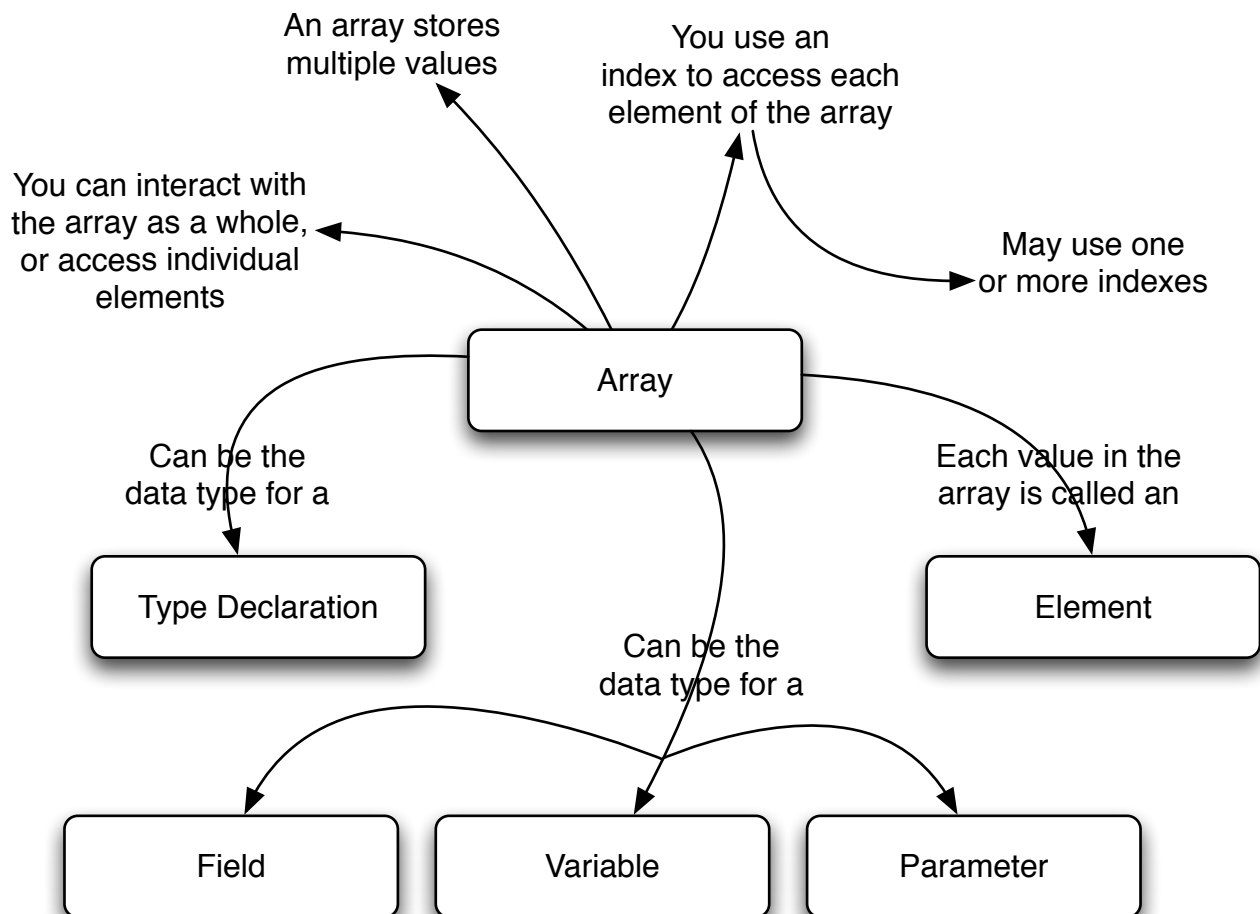 An array stores
multiple values
You use an
index to access each
element of the array
You can interact with
the array as a whole,
or access individual
elements
May use one
or more indexes
Array
Can be the
data type for a
Each value in the
array is called an
Type Declaration
Element
Can be the
data type for a
Field
Variable
Parameter